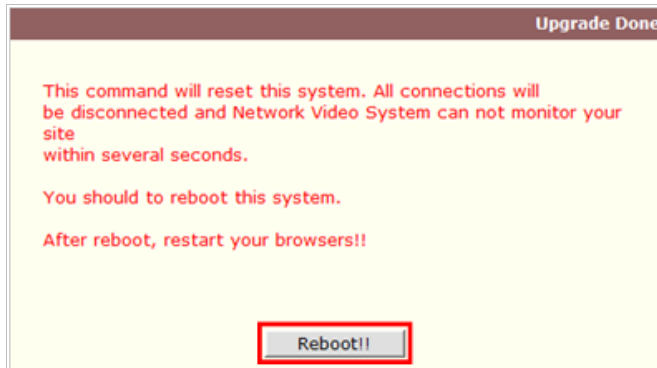 Upgrade Done
This command will reset this system. All connections will
be disconnected and Network Video System can not monitor your
site
within several seconds.
You should to reboot this system.
After reboot, restart your browsers!!
Reboot!!